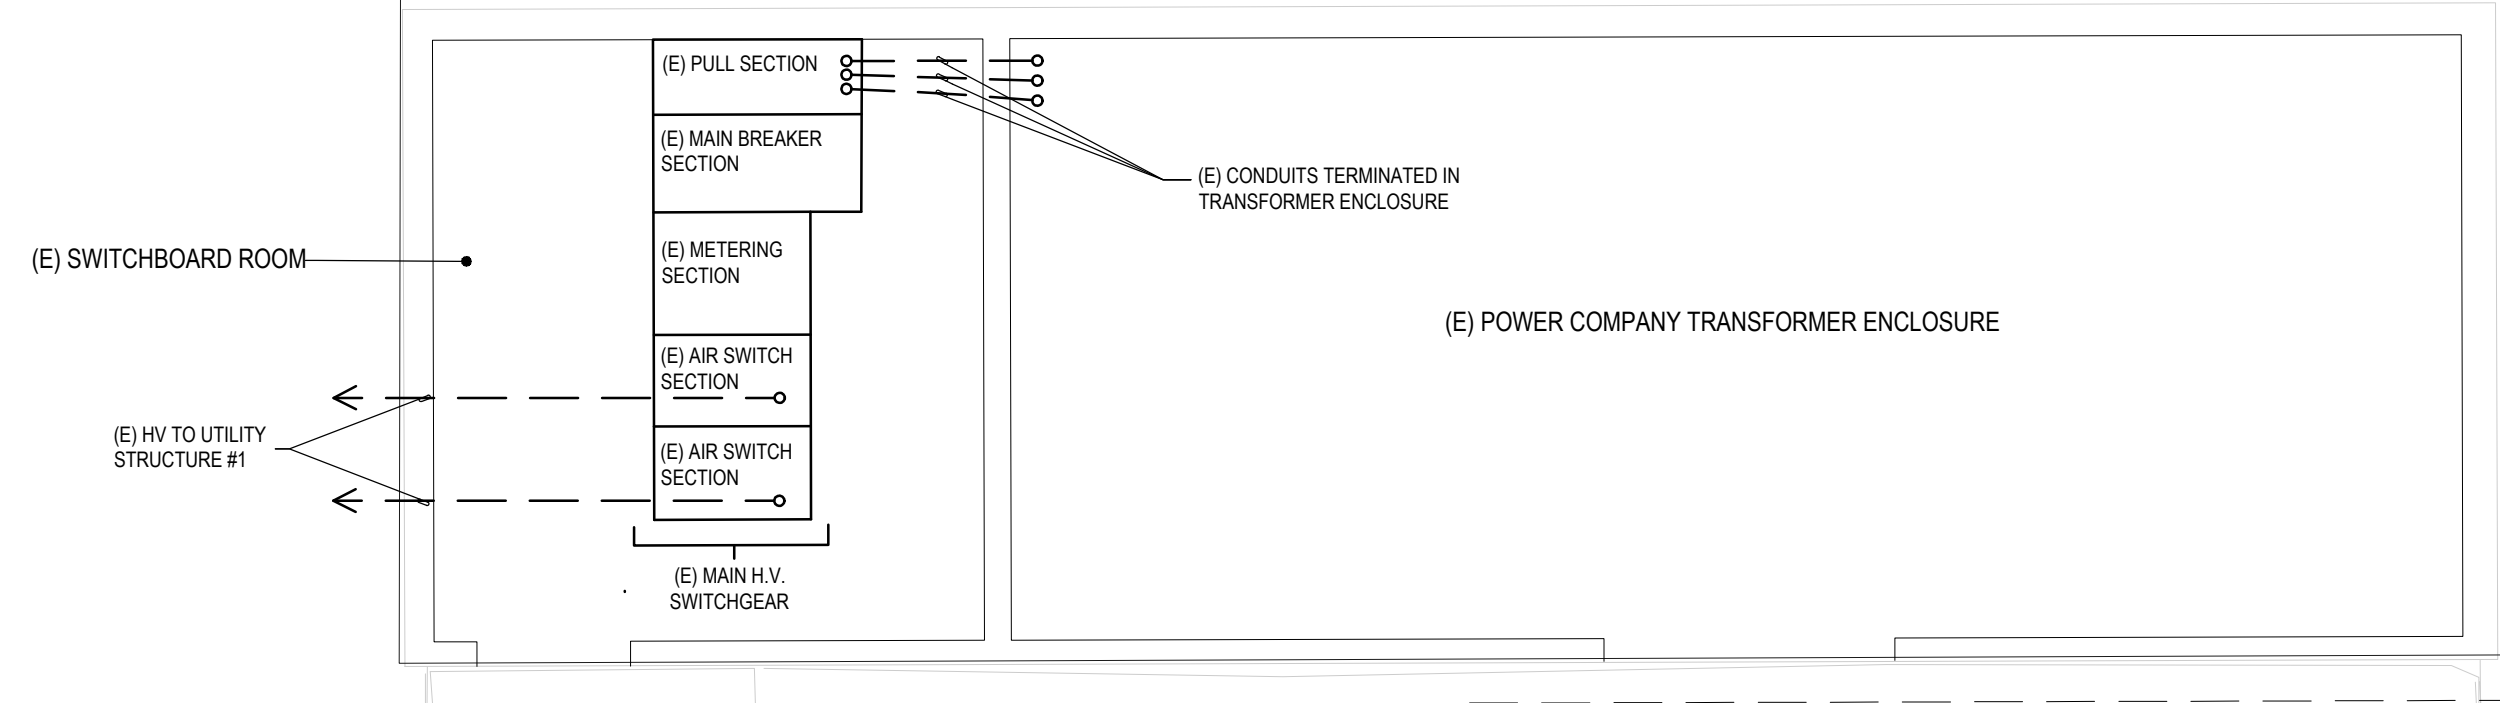 (E) PULL SECTION
(E) MAIN BREAKER
SECTION
(E) CONDUITS TERMINATED IN
TRANSFORMER ENCLOSURE
(E) SWITCHBOARD ROOM
(E) METERING
SECTION
(E) POWER COMPANY TRANSFORMER ENCLOSURE
(E) AIR SWITCH
SECTION
(E) HV TO UTILITY
STRUCTURE #1
(E) AIR SWITCH
SECTION
(E) MAIN H.V.
SWITCHGEAR